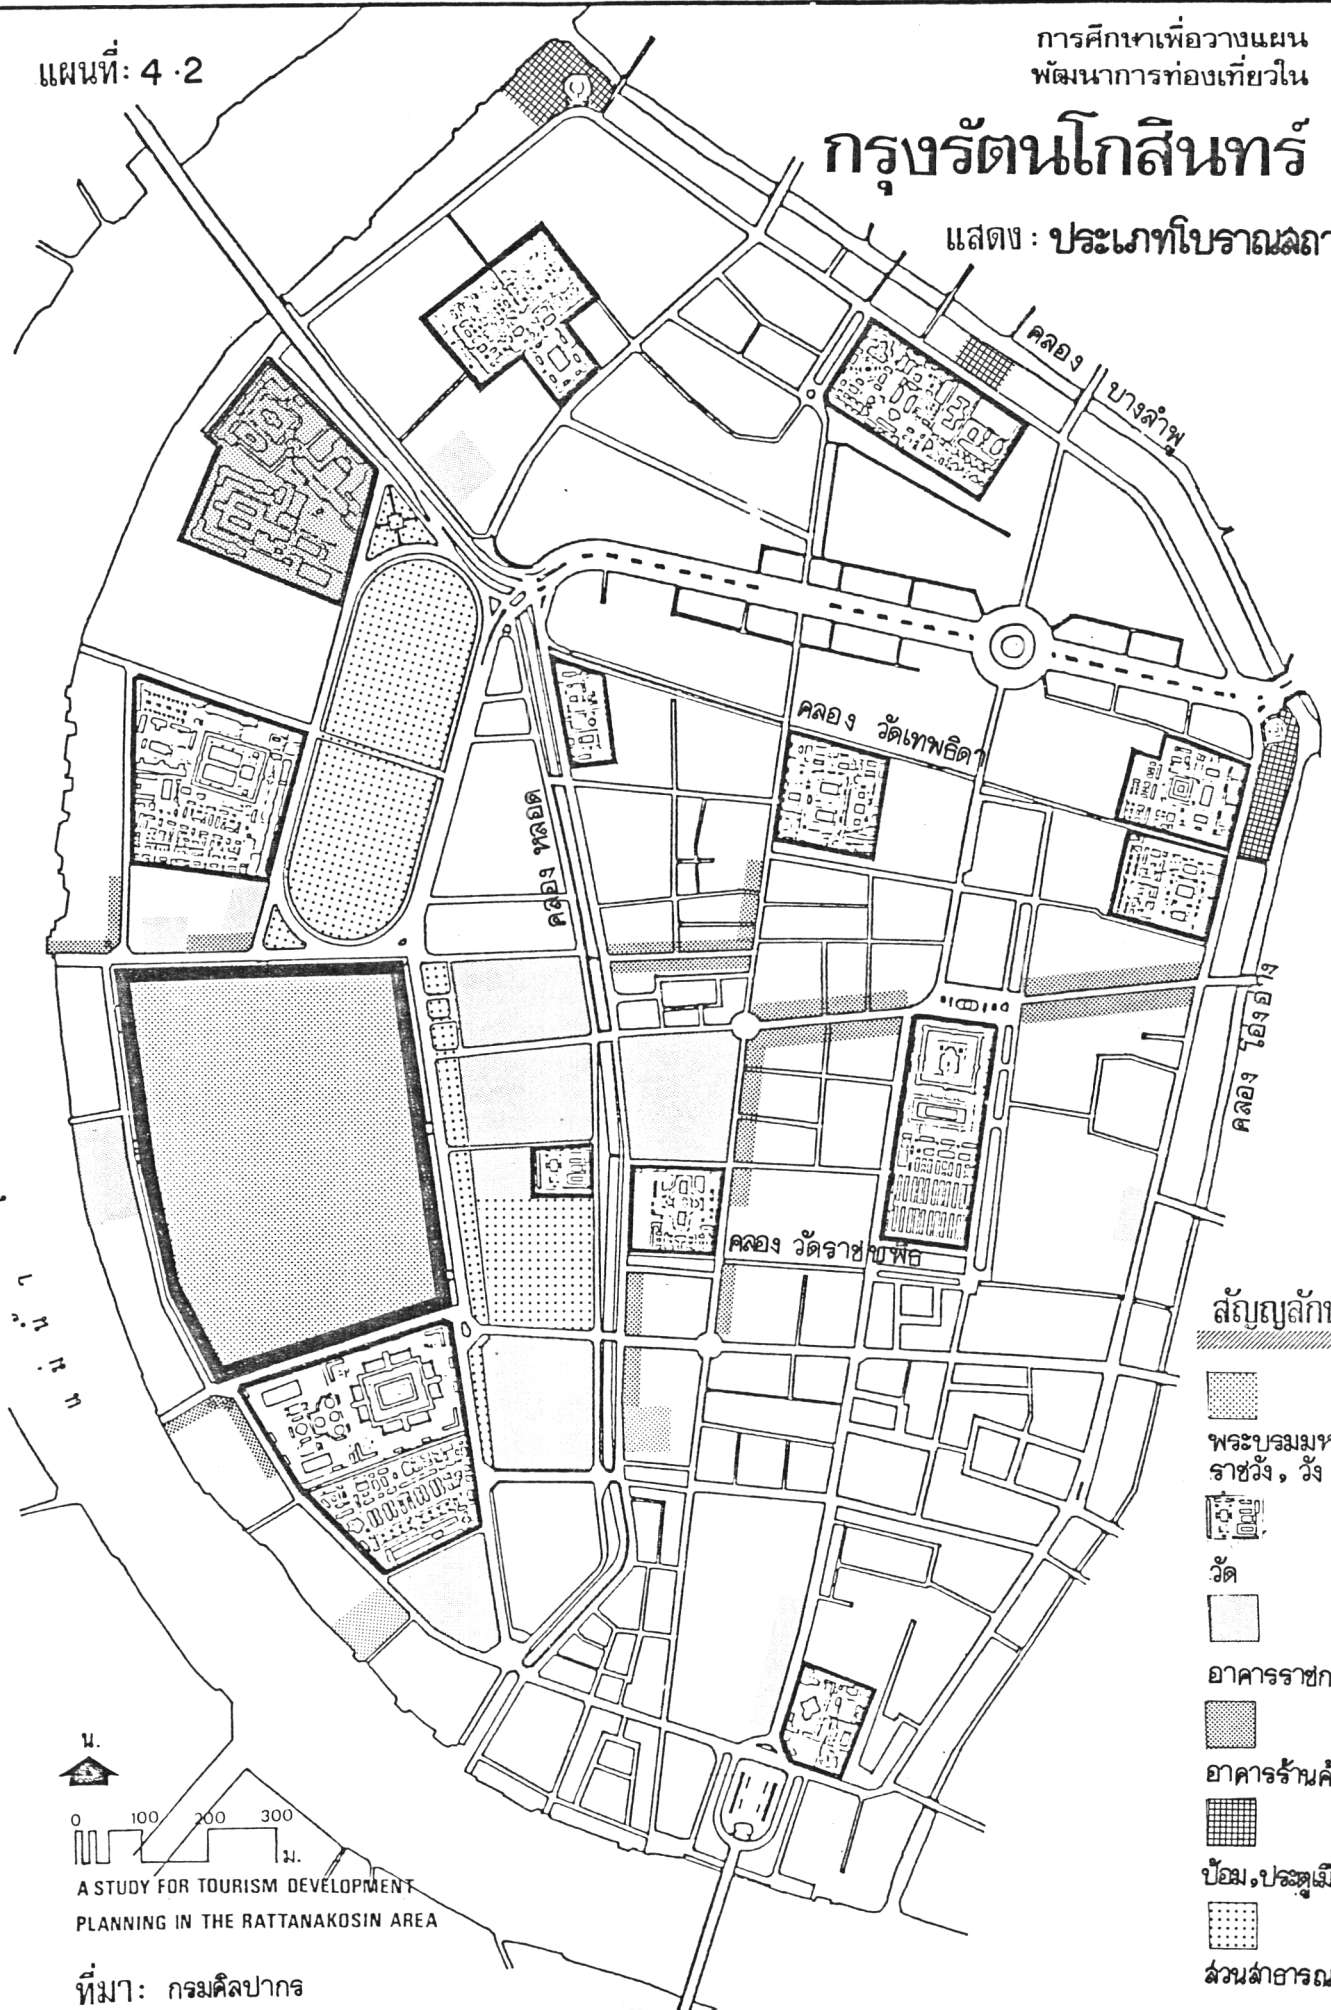 แผนที่: 4·2
การศึกษาเพื่อวางแผน
พัฒนาการท่องเที่ยวใน
กรุงรัตนโกสินทร์
แสดง: ประเภทโบราณสถา
คลอง บางลำพู
คลอง วัดเทพธิดา
คลอง หลอด
คลอง โอ่งอ่าง
คลอง วัดราชบพิธ
สัญญลักษ
พระบรมมห
ราชวัง, วัง
วัด
อาคารราชก
อาคารร้านค้
ป้อม,ประตูเมื
สวนสาธารณ
น.
0 100 200 300
ม.
A STUDY FOR TOURISM DEVELOPMENT
PLANNING IN THE RATTANAKOSIN AREA
ที่มา: กรมศิลปากร